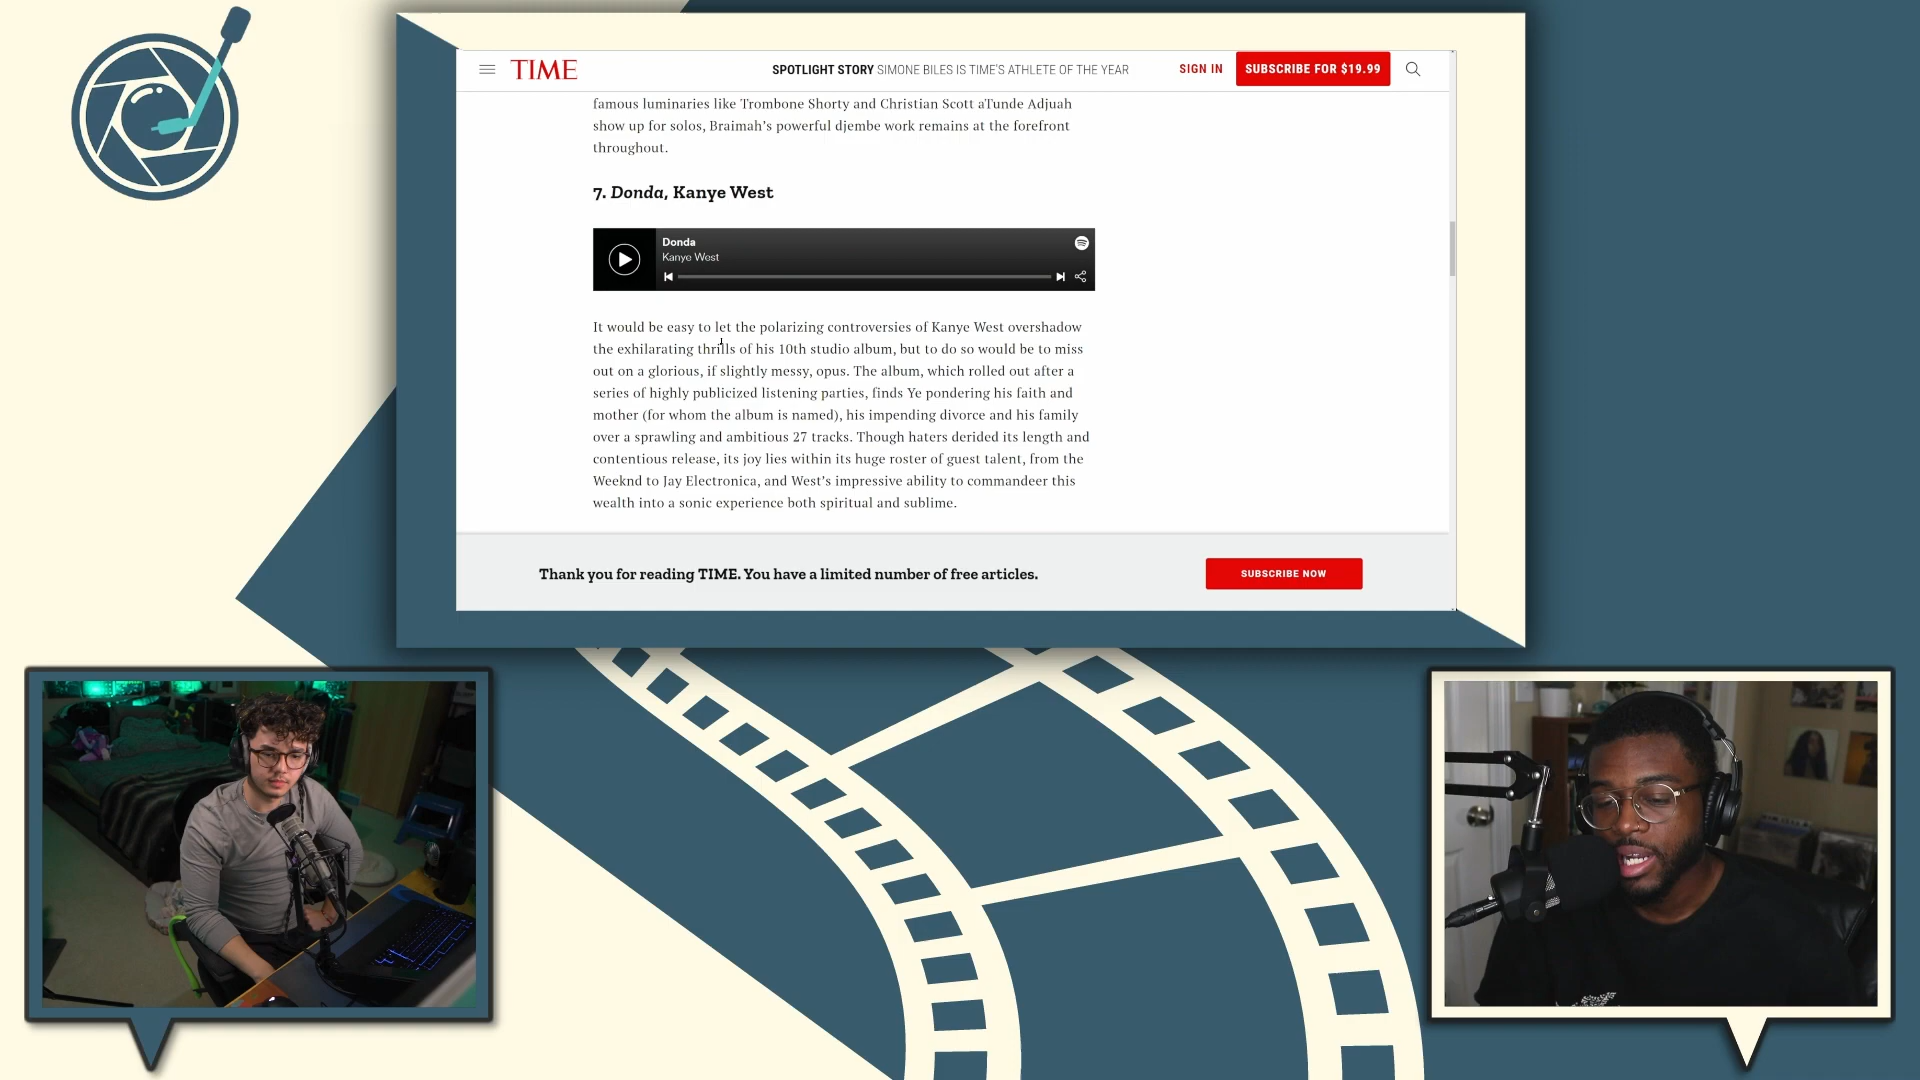 TIME
SPOTLIGHT STORY SIMONE BILES IS TIME'S ATHLETE OF THE YEAR
SIGN IN
SUBSCRIBE FOR $19.99
famous luminaries like Trombone Shorty and Christian Scott aTunde Adjuah
show up for solos, Braimah’s powerful djembe work remains at the forefront
throughout.
7. Donda, Kanye West
Donda
Kanye West
It would be easy to let the polarizing controversies of Kanye West overshadow
the exhilarating thrills of his 10th studio album, but to do so would be to miss
out on a glorious, if slightly messy, opus. The album, which rolled out after a
series of highly publicized listening parties, finds Ye pondering his faith and
mother (for whom the album is named), his impending divorce and his family
over a sprawling and ambitious 27 tracks. Though haters derided its length and
contentious release, its joy lies within its huge roster of guest talent, from the
Weeknd to Jay Electronica, and West’s impressive ability to commandeer this
wealth into a sonic experience both spiritual and sublime.
Thank you for reading TIME. You have a limited number of free articles.
SUBSCRIBE NOW